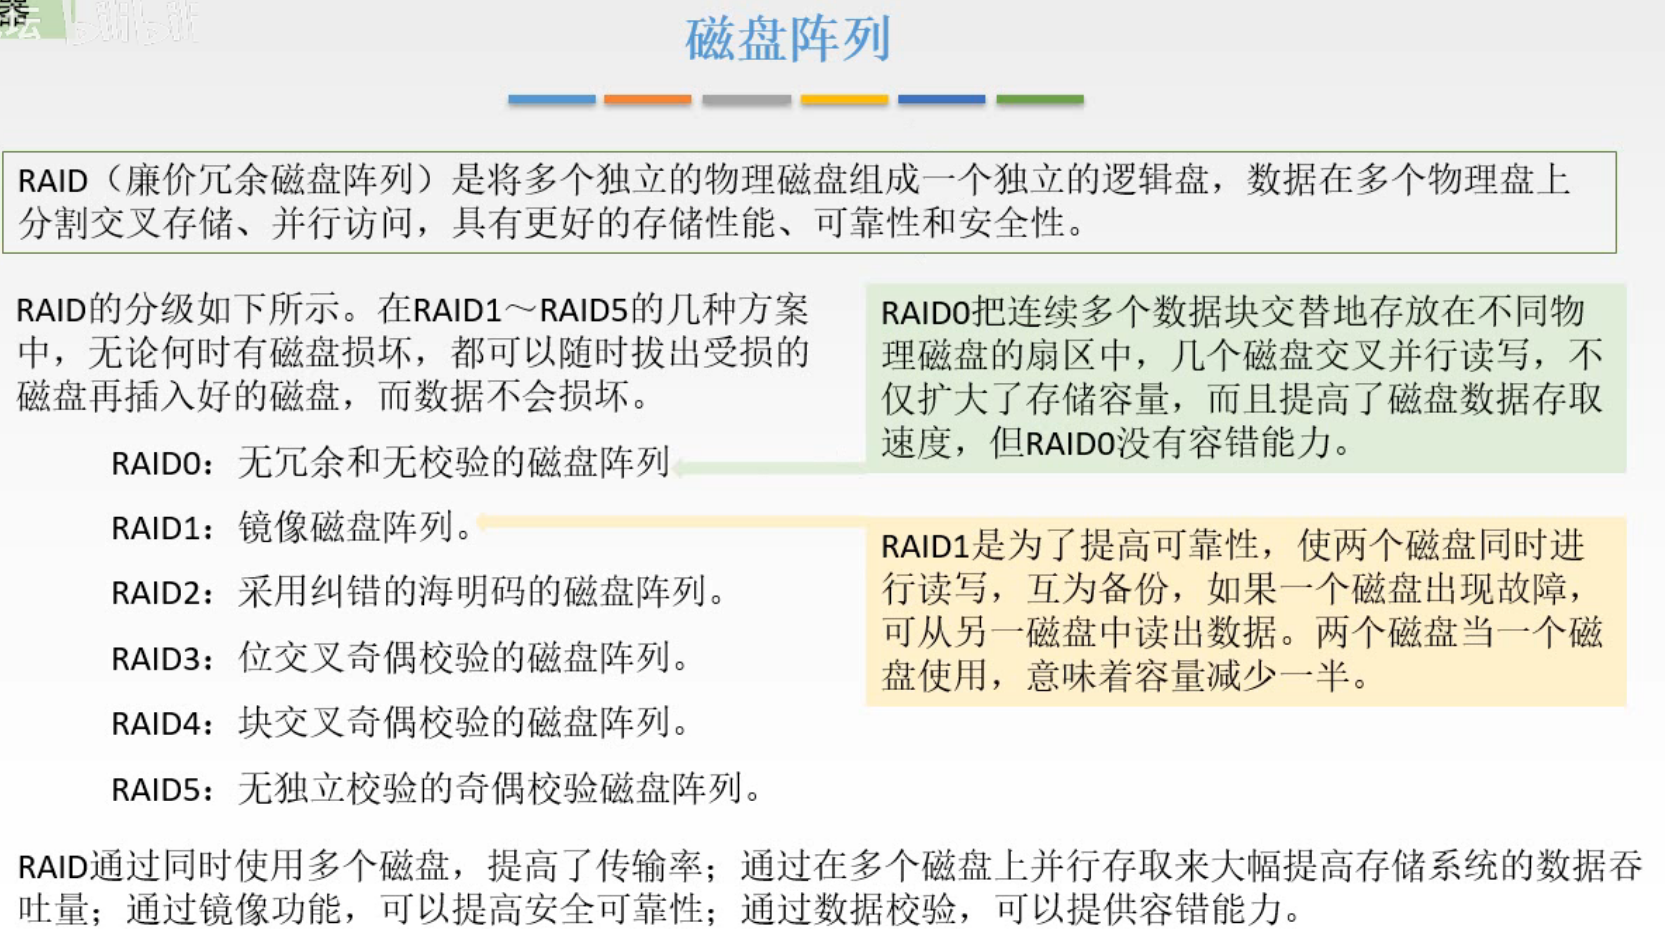 磁盘阵列
RAID（廉价冗余磁盘阵列）是将多个独立的物理磁盘组成一个独立的逻辑盘，数据在多个物理盘上
分割交叉存储、并行访问，具有更好的存储性能、可靠性和安全性。
RAID的分级如下所示。在RAID1～RAID5的几种方案
中，无论何时有磁盘损坏，都可以随时拔出受损的
磁盘再插入好的磁盘，而数据不会损坏。
RAID0：无冗余和无校验的磁盘阵列
RAID1：镜像磁盘阵列。
RAID2：采用纠错的海明码的磁盘阵列。
RAID3：位交叉奇偶校验的磁盘阵列。
RAID4：块交叉奇偶校验的磁盘阵列。
RAID5：无独立校验的奇偶校验磁盘阵列。
RAID0把连续多个数据块交替地存放在不同物
理磁盘的扇区中，几个磁盘交叉并行读写，不
仅扩大了存储容量，而且提高了磁盘数据存取
速度，但RAID0没有容错能力。
RAID1是为了提高可靠性，使两个磁盘同时进
行读写，互为备份，如果一个磁盘出现故障，
可从另一磁盘中读出数据。两个磁盘当一个磁
盘使用，意味着容量减少一半。
RAID通过同时使用多个磁盘，提高了传输率；通过在多个磁盘上并行存取来大幅提高存储系统的数据吞
吐量；通过镜像功能，可以提高安全可靠性；通过数据校验，可以提供容错能力。